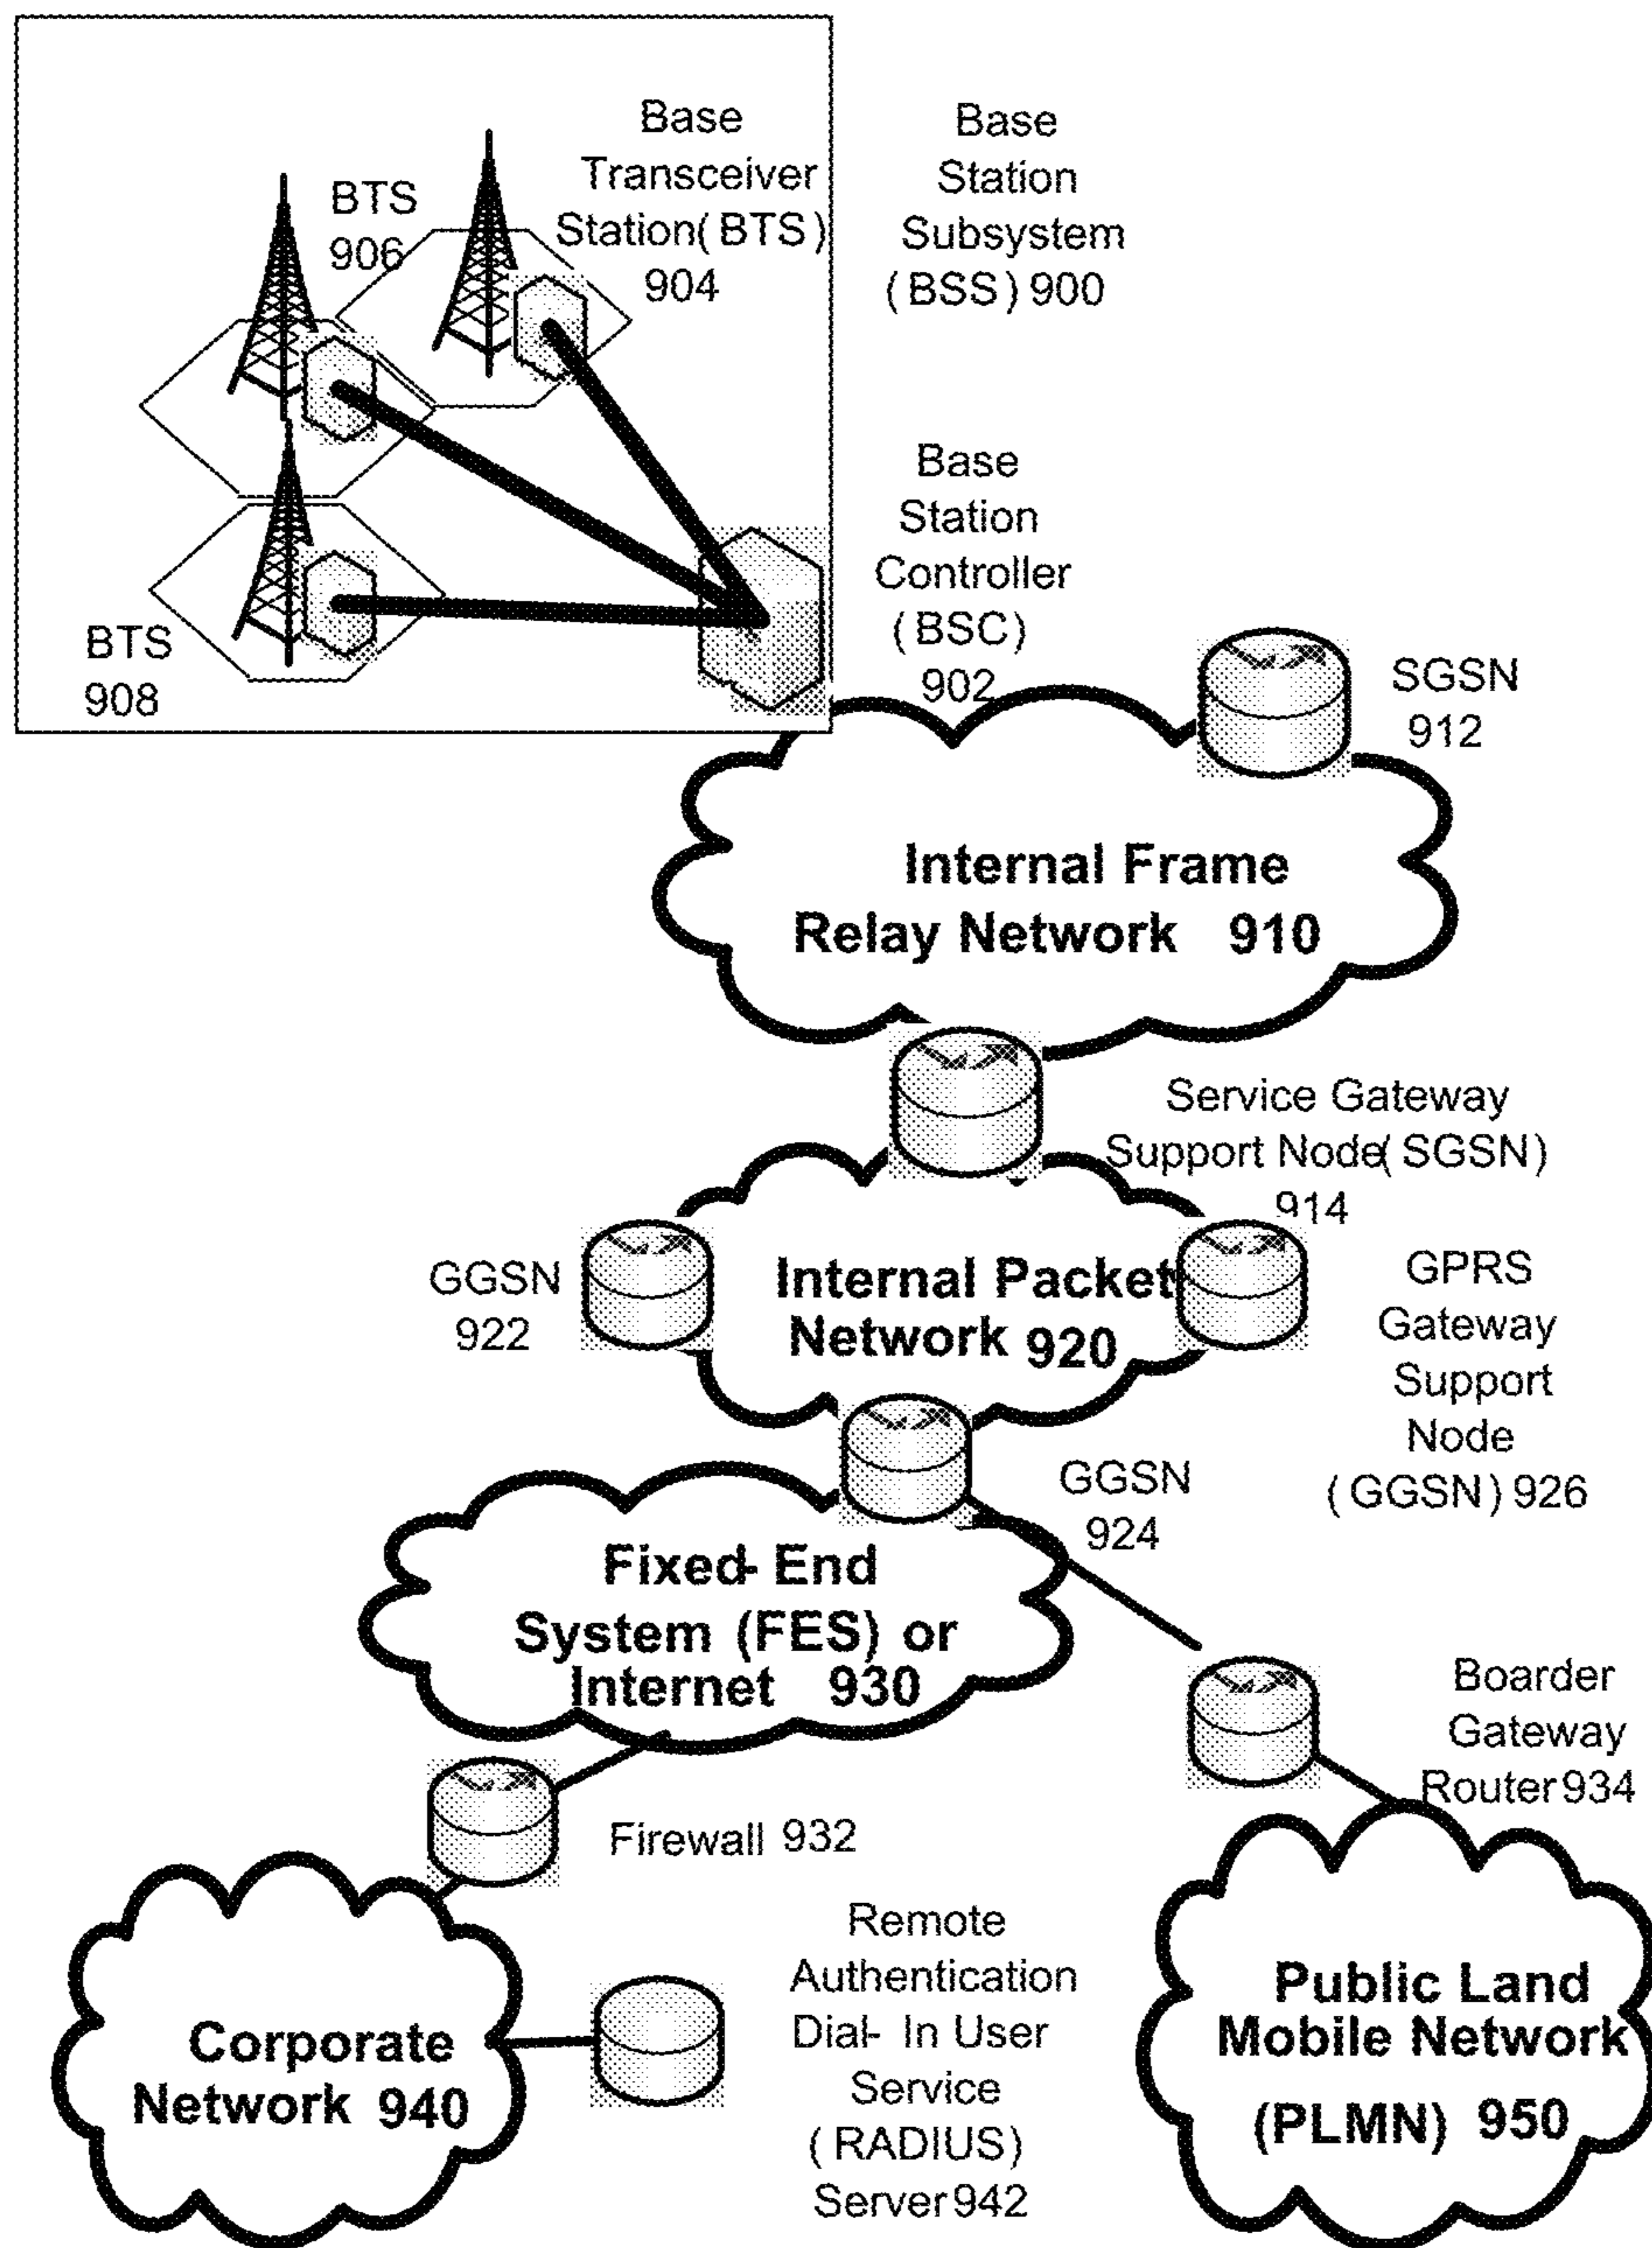 Base
Transceiver
Station(BTS)
904
BTS
906
BTS
908
Base
Station
Subsystem
(BSS) 900
Base
Station
Controller
(BSC)
902
SGSN
912
Internal Frame
Relay Network 910
Service Gateway
Support Node(SGSN)
914
GGSN
922
Internal Packet
Network 920
GPRS
Gateway
Support
Node
(GGSN) 926
GGSN
924
Fixed- End
System (FES) or
Internet 930
Boarder
Gateway
Router 934
Firewall 932
Corporate
Network 940
Remote
Authentication
Dial- In User
Service
(RADIUS)
Server 942
Public Land
Mobile Network
(PLMN) 950